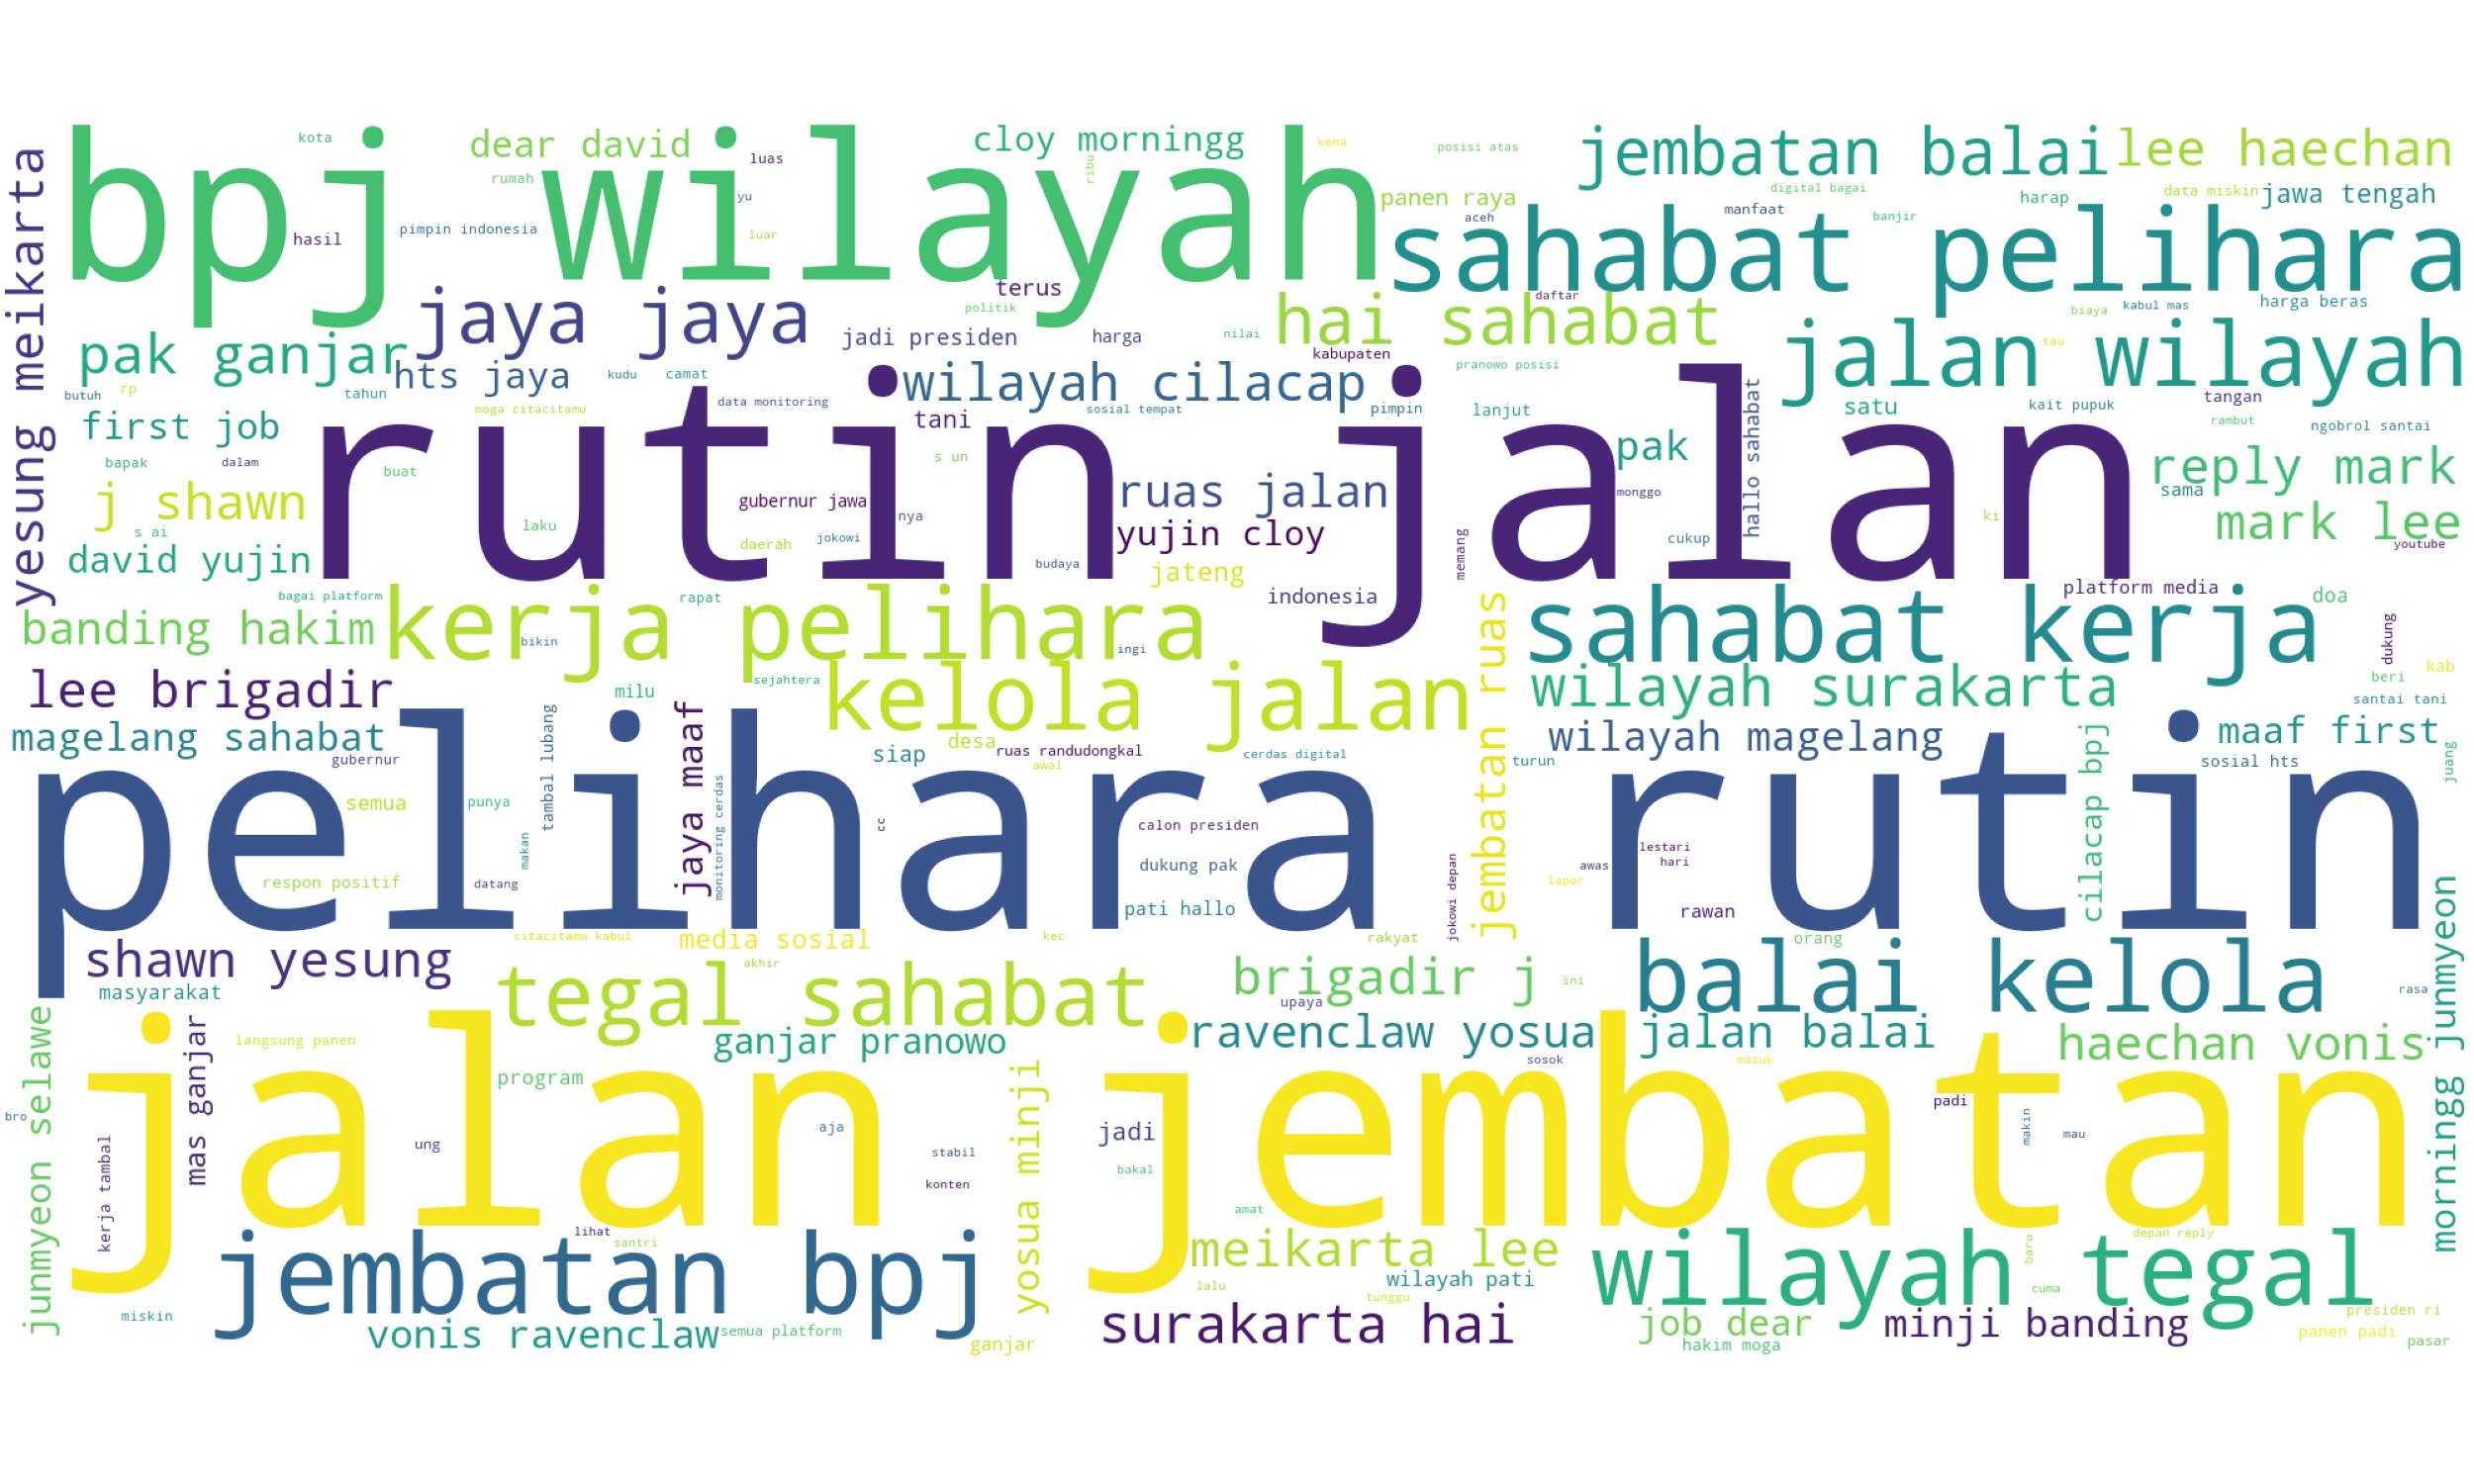 kota
dear david
cloy morningg
kena
posisi atas
jembatan balai
lee haechan
bpj wilayah
luas
ribu
rumah
yu
panen raya
digital bagai
harap
data miskin
jawa tengah
aceh
manfaat
banjir
hasil
pimpin indonesia
luar
sahabat pelihara
yesung meikarta
terus
politik
daftar
biaya
kabul mas
harga beras
jaya jaya
jadi presiden
harga
nilai
hai sahabat
jalan wilayah
tau
pak ganjar
hts jaya
kudu
camat
wilayah cilacap
kabupaten
pranowo posisi
butuh
rp
tahun
moga citacitamu
data monitoring
tani
sosial tempat
pimpin
lanjut
hallo sahabat
satu
kait pupuk
tangan
rambut
ngobrol santai
first job
rutin jalan
pak
bapak
dalam
buat
s un
reply mark
j shawn
gubernur jawa
ruas jalan
monggo
sama
s ai
laku
nya
yujin cloy
ki
mark lee
david yujin
daerah
jokowi
budaya
jateng
memang
cukup
youtube
bagai platform
rapat
indonesia
platform media
doa
banding hakim
kerja pelihara
bikin
ingi
jembatan ruas
sahabat kerja
dukung
kab
lee brigadir
milu
sejahtera
kelola jalan
wilayah surakarta
beri
santai tani
magelang sahabat
gubernur
tambal lubang
jaya maaf
siap
desa
ruas randudongkal
awal
cerdas digital
turun
wilayah magelang
cilacap bpj
maaf first
sosial hts
juang
pelihara rutin
semua
punya
makan
monitoring cerdas
cc
calon presiden
dukung pak
lestari
hari
awas
lapor
respon positif
datang
pati hallo
jokowi depan
rawan
citacitamu kabul
media sosial
kec
rakyat
orang
shawn yesung
akhir
masyarakat
tegal sahabat
brigadir j
upaya
ini
balai kelola
rasa
morningg junmyeon
junmyeon selawe
mas ganjar
langsung panen
ganjar pranowo
ravenclaw yosua
sosok
jalan balai
masuk
haechan vonis
jalan jembatan
program
yosua minji
bro
kerja tambal
ung
aja
stabil
konten
jadi
bakal
padi
makin
mau
amat
lihat
santri
depan reply
jembatan bpj
meikarta lee
wilayah pati
lalu
tunggu
wilayah tegal
baru
cuma
miskin
vonis ravenclaw
semua platform
ganjar
surakarta hai
job dear
hakim moga
minji banding
presiden ri
panen padi
pasar